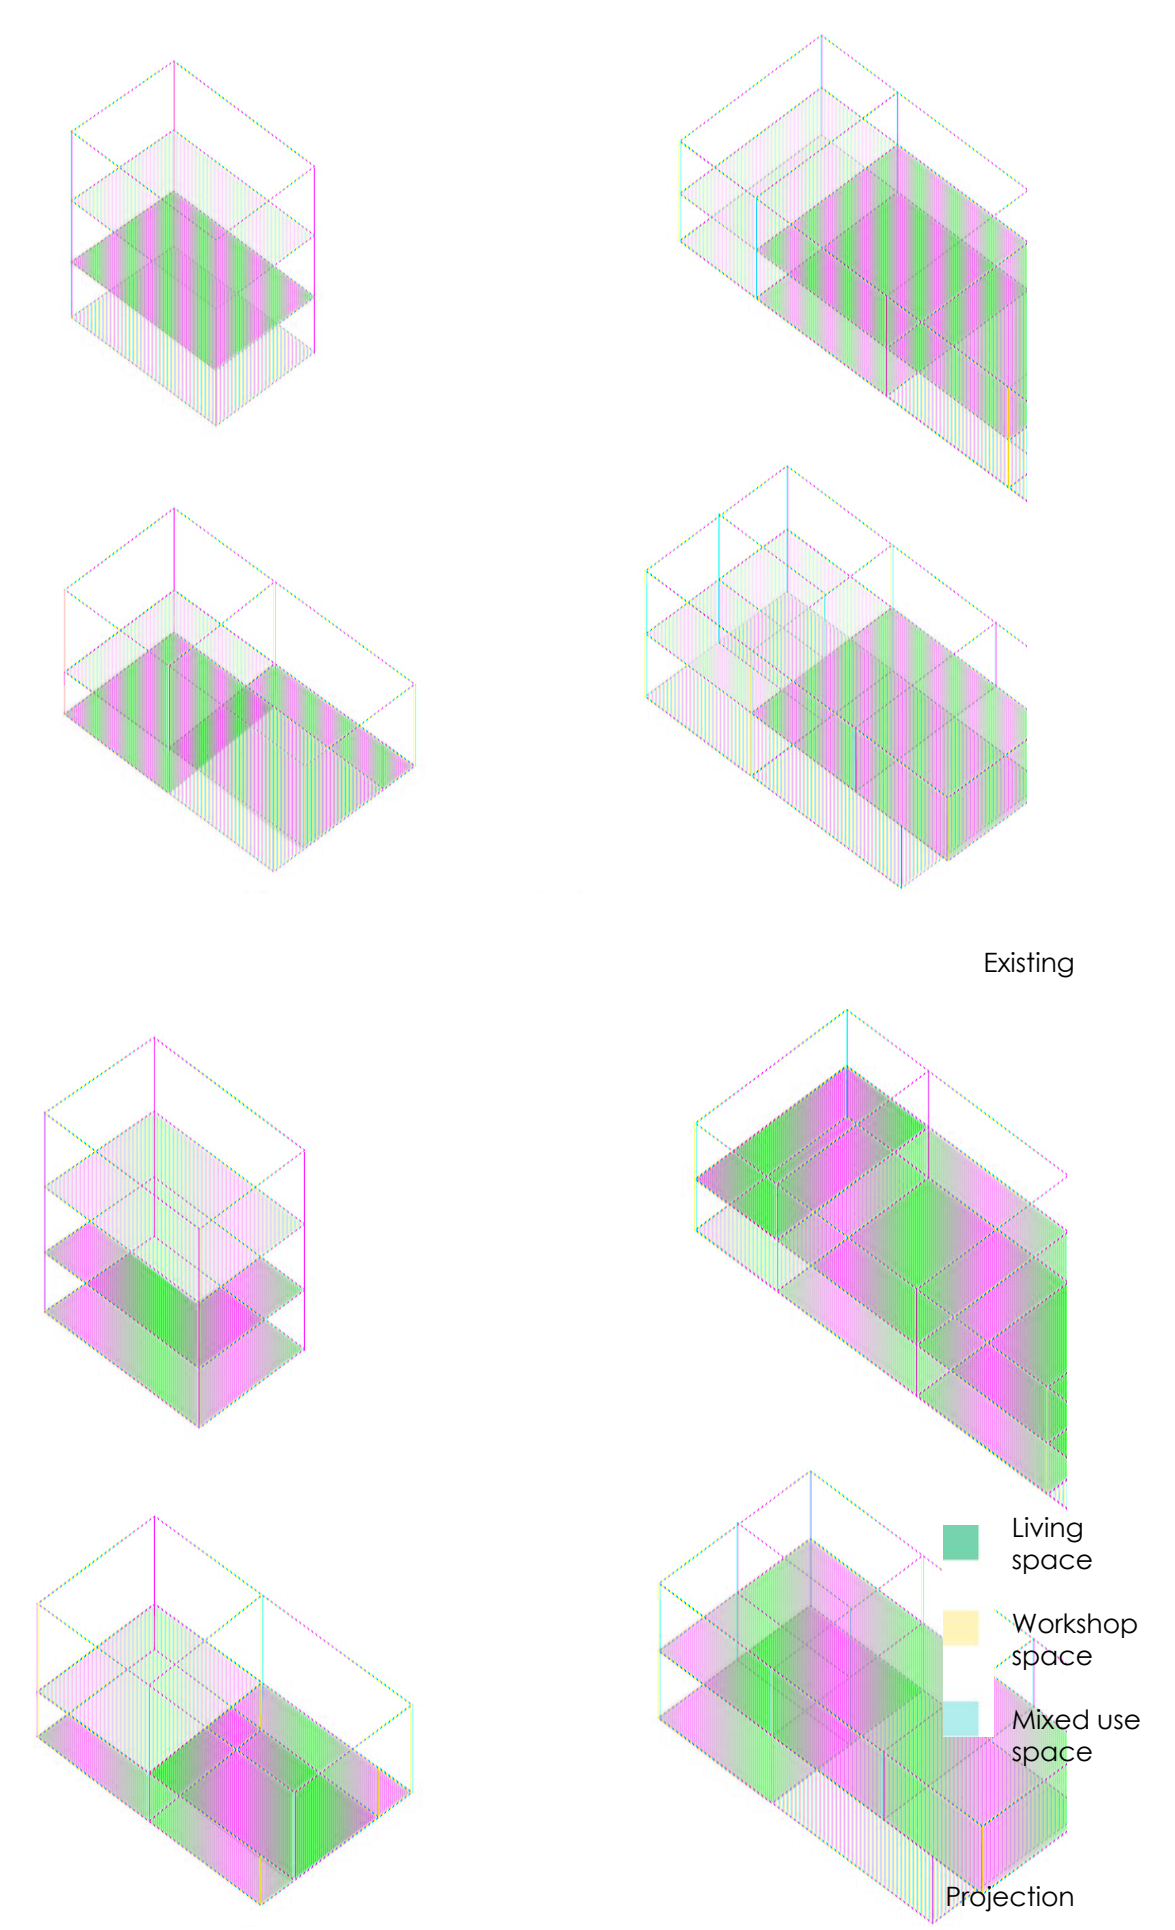 Existing
Living
space
Workshop
space
Mixed use
space
Projection